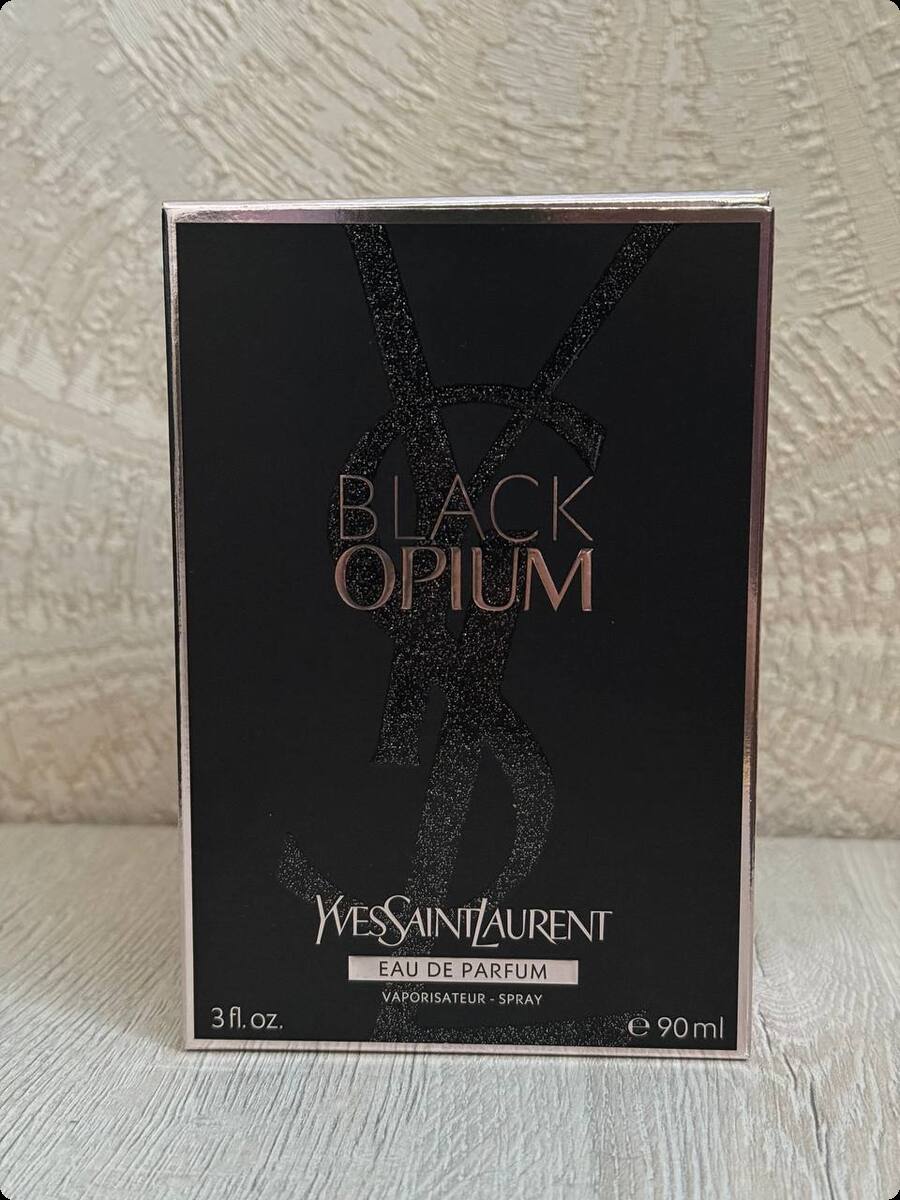 BLACK
OPIUM
YVESSAINTLAURENT
EAU DE PARFUM
VAPORISATEUR - SPRAY
3 fl. oz.
℮ 90 ml